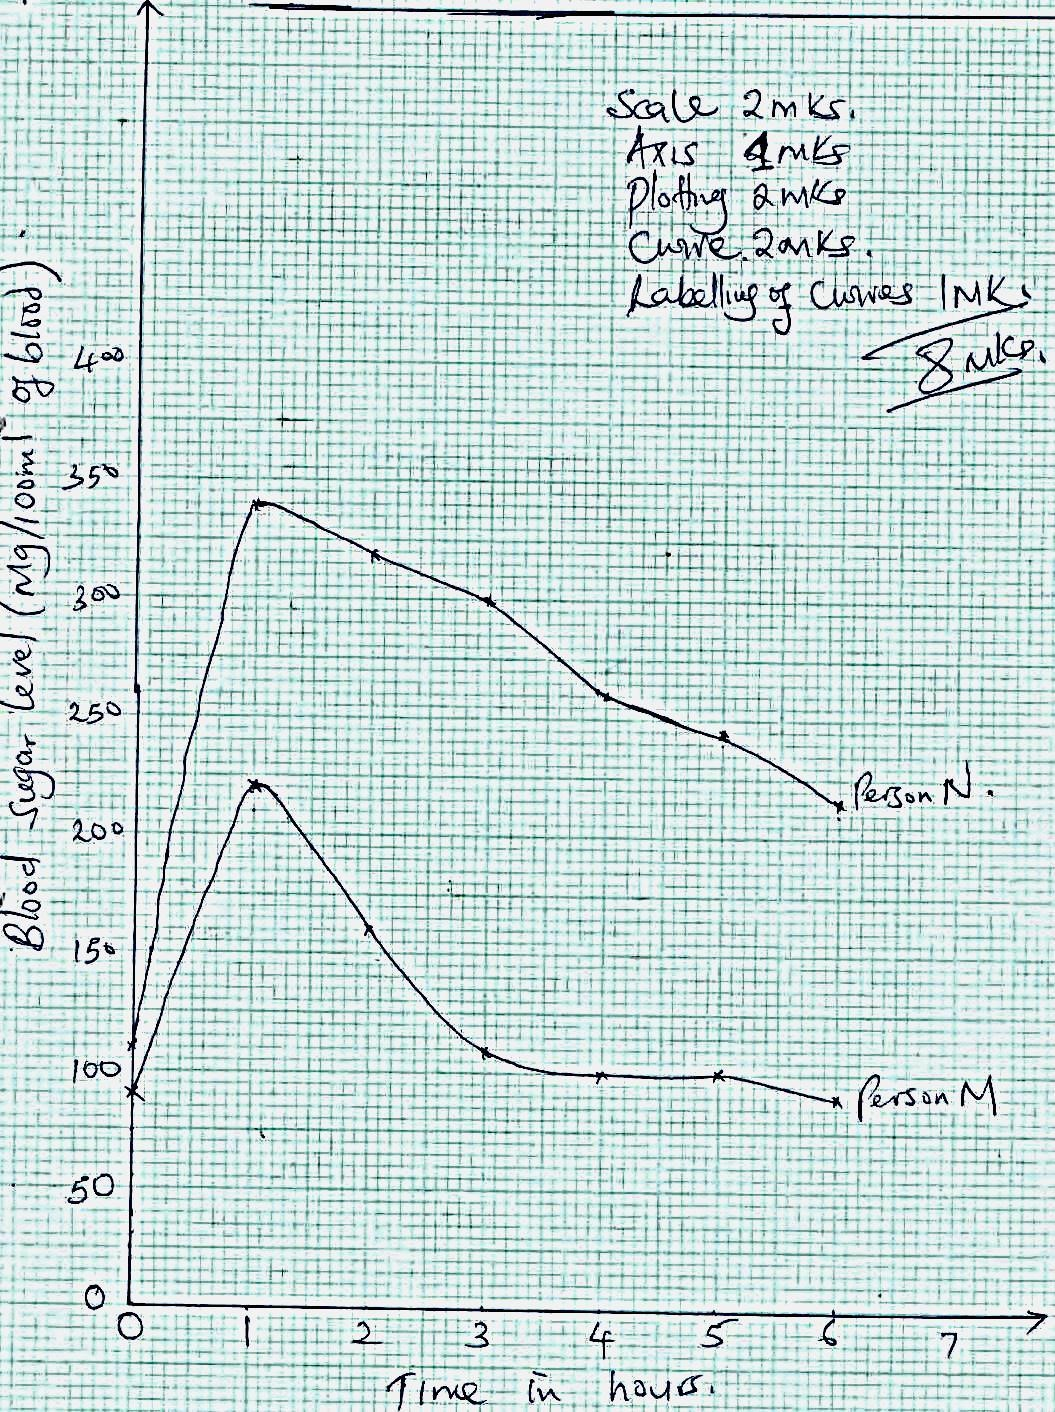 Scale 2mks.
Axis 1mks
Plotting 2mks
Curve. 2mks.
Labelling of Curves 1MK.
8 mks.
Blood sugar level (Mg/100ml of blood).
400
350
300
250
200
150
100
50
0
Person N.
Person M
0 1 2 3 4 5 6 7
Time in hours.